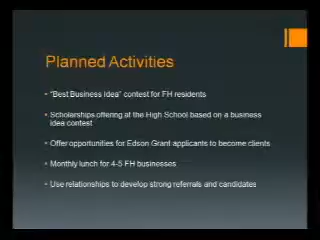 Planned Activities
"Best Business Idea" contest for FH residents
Scholarships offering at the High School based on a business
idea contest
Offer opportunities for Edson Grant applicants to become clients
Monthly lunch for 4-5 FH businesses
Use relationships to develop strong referrals and candidates